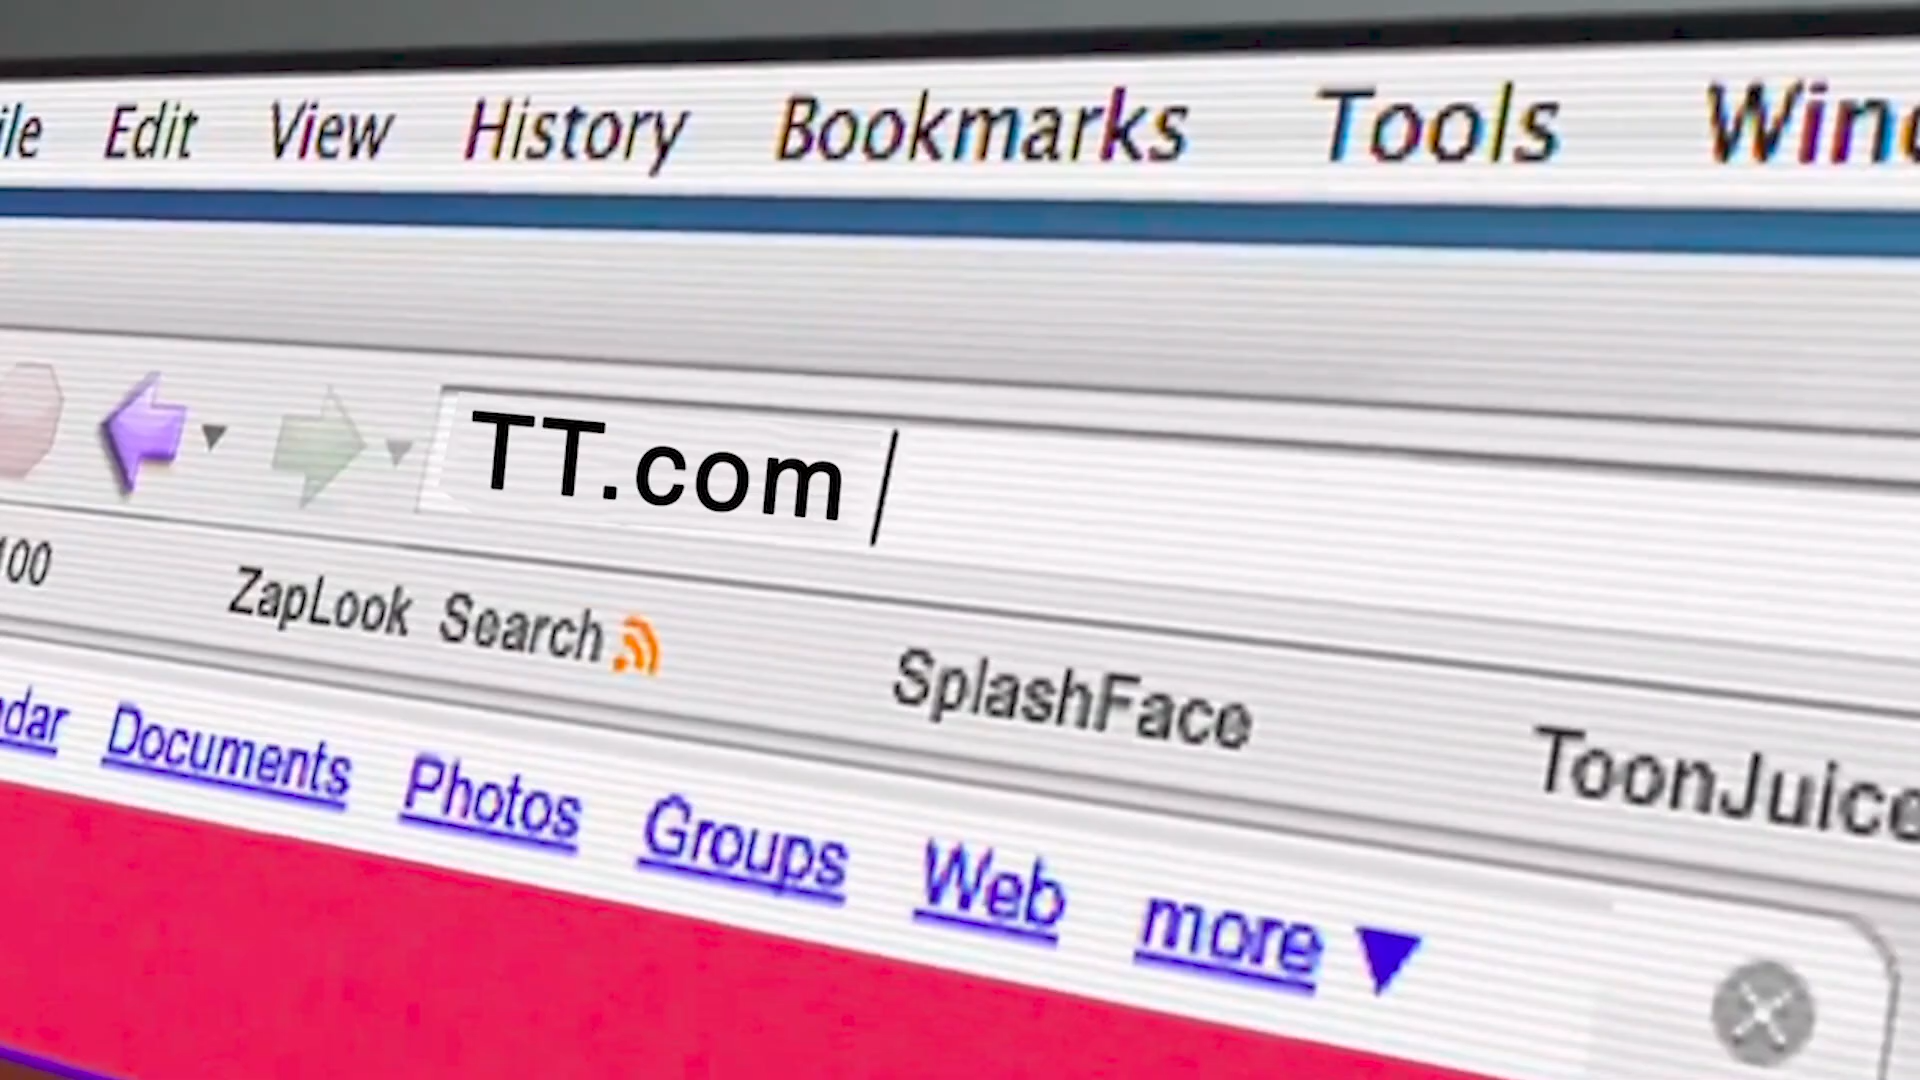 ile Edit View History Bookmarks Tools Wind
TT.com
100 ZapLook Search SplashFace ToonJuice
ndar Documents Photos Groups Web more